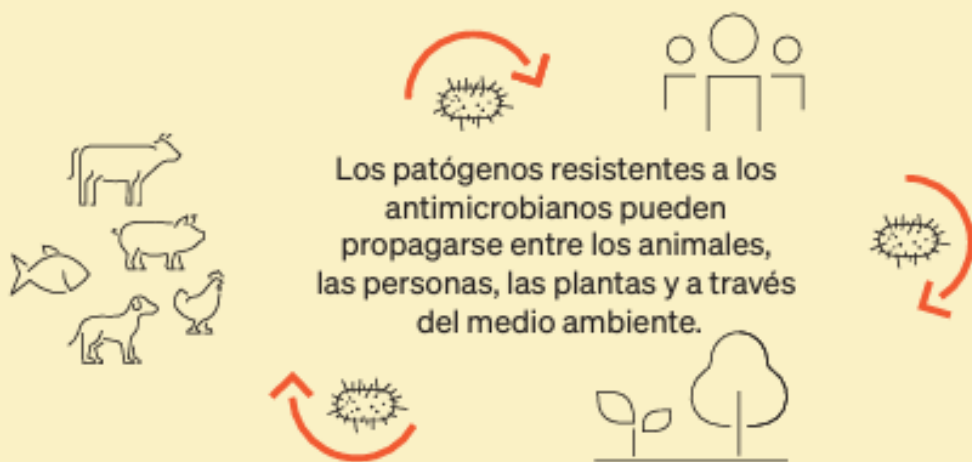 Los patógenos resistentes a los
antimicrobianos pueden
propagarse entre los animales,
las personas, las plantas y a través
del medio ambiente.